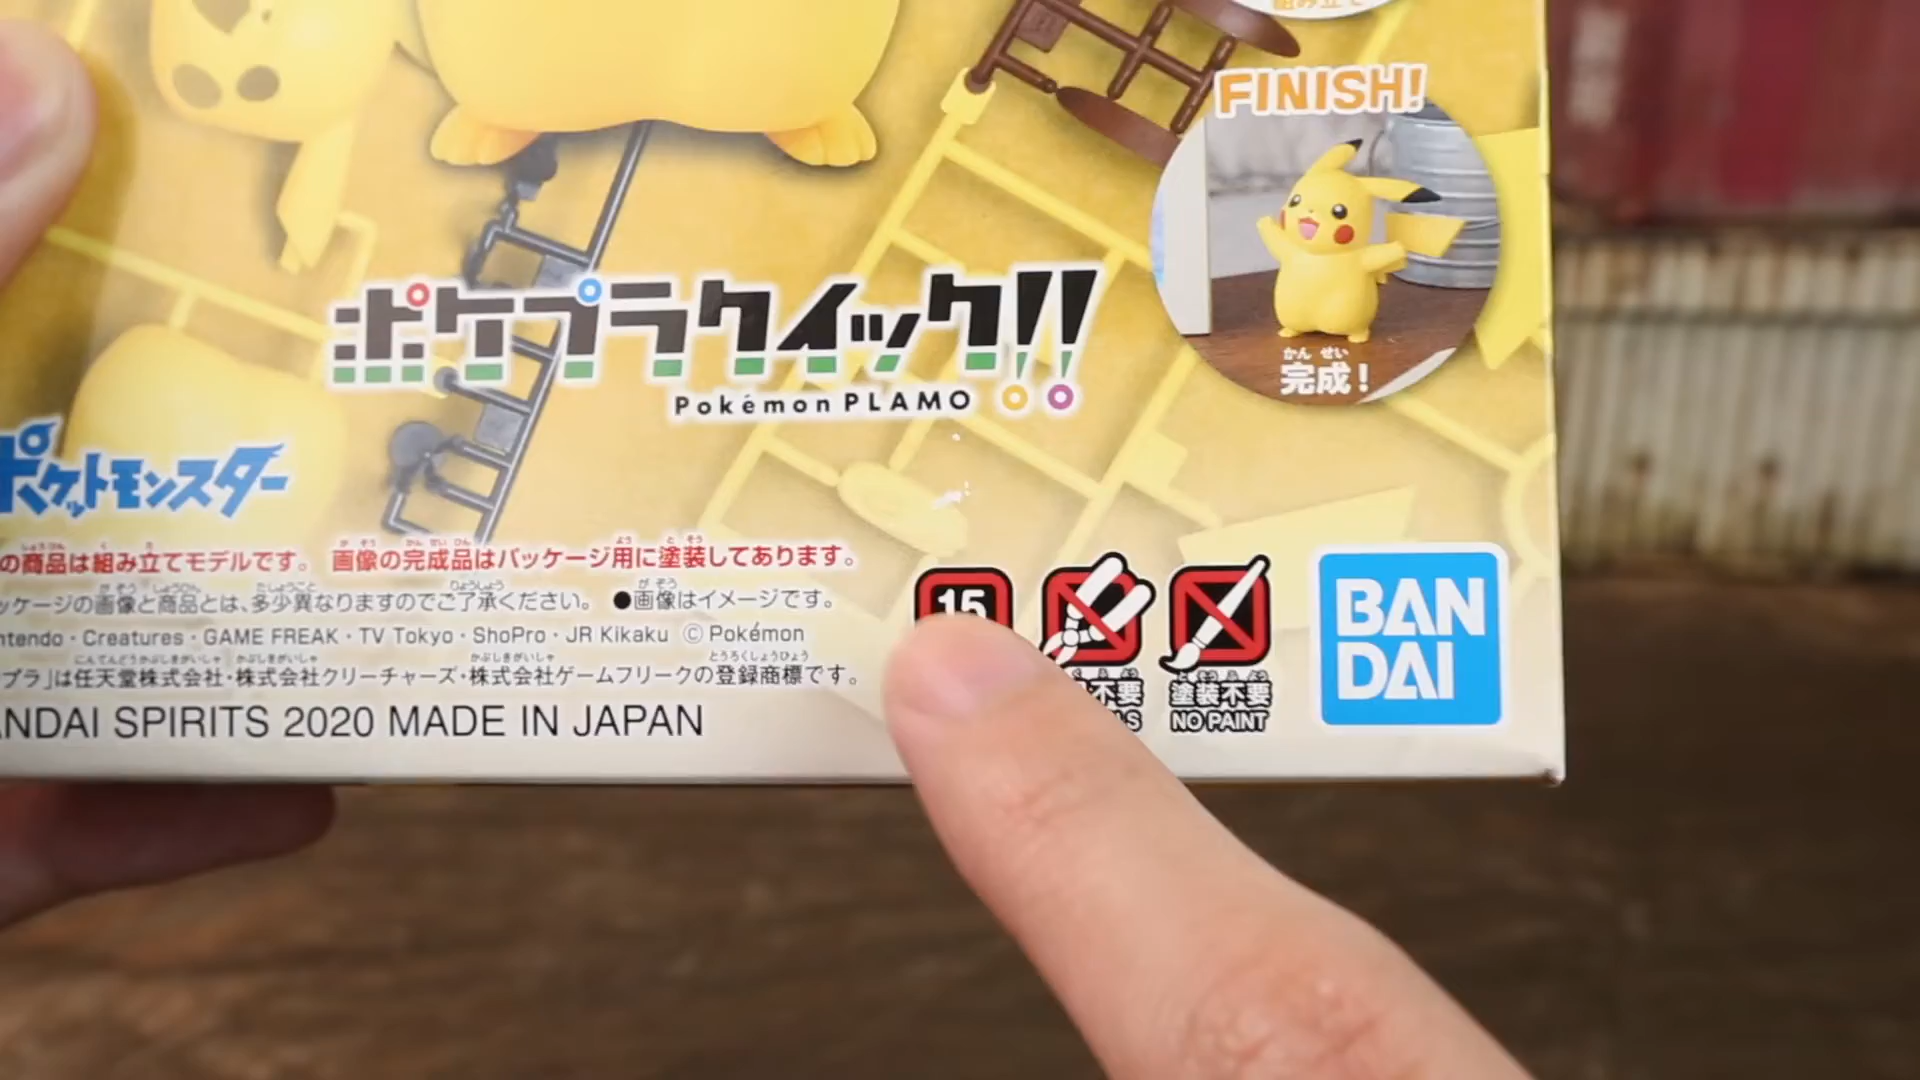 組み立て
FINISH!
かん せい
完成!
ポケプラクイック!!
Pokémon PLAMO
ポケットモンスター
の商品は組み立てモデルです。 画像の完成品はパッケージ用に塗装してあります。
ッケージの画像と商品とは、多少異なりますのでご了承ください。 ●画像はイメージです。
ntendo・Creatures・GAME FREAK・TV Tokyo・ShoPro・JR Kikaku © Pokémon
プラ」は任天堂株式会社・株式会社クリーチャーズ・株式会社ゲームフリークの登録商標です。
ANDAI SPIRITS 2020 MADE IN JAPAN
15
不要
LS
塗装不要
NO PAINT
BAN
DAI